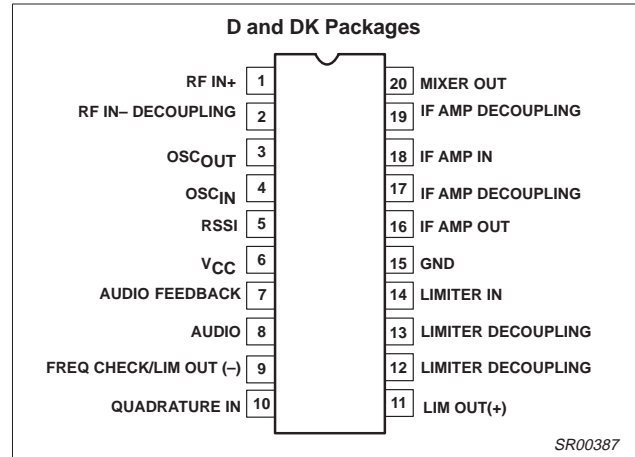 D and DK Packages
RF IN+ 1
RF IN– DECOUPLING 2
OSCOUT 3
OSCIN 4
RSSI 5
VCC 6
AUDIO FEEDBACK 7
AUDIO 8
FREQ CHECK/LIM OUT (–) 9
QUADRATURE IN 10
20 MIXER OUT
19 IF AMP DECOUPLING
18 IF AMP IN
17 IF AMP DECOUPLING
16 IF AMP OUT
15 GND
14 LIMITER IN
13 LIMITER DECOUPLING
12 LIMITER DECOUPLING
11 LIM OUT(+)
SR00387